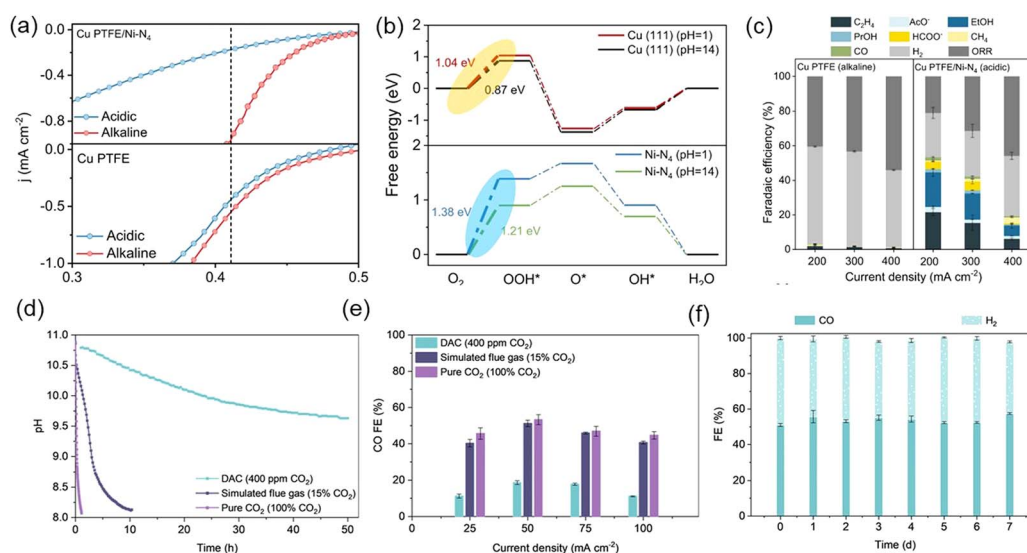 (a)
Cu PTFE/Ni-N₄
Acidic
Alkaline
Cu PTFE
Acidic
Alkaline
j (mA cm⁻²)
0.0
-0.4
-0.8
0.0
-0.5
-1.0
0.3
0.4
0.5
(b)
Cu (111) (pH=1)
Cu (111) (pH=14)
1.04 eV
0.87 eV
Ni-N₄ (pH=1)
Ni-N₄ (pH=14)
1.38 eV
1.21 eV
Free energy (eV)
2
1
0
1
1
0
O₂
OOH*
O*
OH*
H₂O
(c)
C₂H₄
AcO⁻
EtOH
PrOH
HCOO⁻
CH₄
CO
H₂
ORR
Cu PTFE (alkaline)
Cu PTFE/Ni-N₄ (acidic)
Faradaic efficiency (%)
100
80
60
40
20
0
200 300 400 200 300 400
Current density (mA cm⁻²)
(d)
pH
11.0
10.5
10.0
9.5
9.0
8.5
8.0
DAC (400 ppm CO₂)
Simulated flue gas (15% CO₂)
Pure CO₂ (100% CO₂)
0 10 20 30 40 50
Time (h)
(e)
DAC (400 ppm CO₂)
Simulated flue gas (15% CO₂)
Pure CO₂ (100% CO₂)
CO FE (%)
100
80
60
40
20
0
25 50 75 100
Current density (mA cm⁻²)
(f)
CO
H₂
FE (%)
100
80
60
40
20
0
0 1 2 3 4 5 6 7
Time (d)